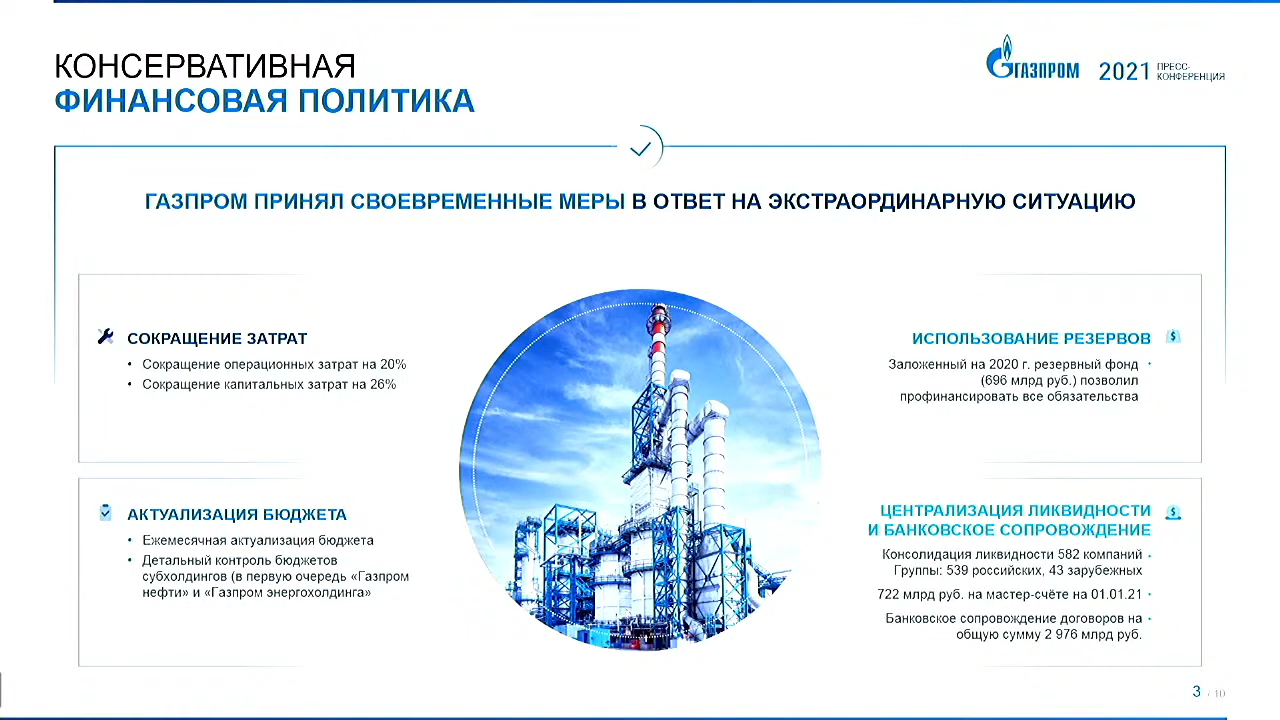 КОНСЕРВАТИВНАЯ
ФИНАНСОВАЯ ПОЛИТИКА
ГАЗПРОМ
2021
ПРЕСС-
КОНФЕРЕНЦИЯ
ГАЗПРОМ ПРИНЯЛ СВОЕВРЕМЕННЫЕ МЕРЫ В ОТВЕТ НА ЭКСТРАОРДИНАРНУЮ СИТУАЦИЮ
СОКРАЩЕНИЕ ЗАТРАТ
• Сокращение операционных затрат на 20%
• Сокращение капитальных затрат на 26%
АКТУАЛИЗАЦИЯ БЮДЖЕТА
• Ежемесячная актуализация бюджета
• Детальный контроль бюджетов
субхолдингов (в первую очередь «Газпром
нефти» и «Газпром энергохолдинга»
ИСПОЛЬЗОВАНИЕ РЕЗЕРВОВ
Заложенный на 2020 г. резервный фонд •
(696 млрд руб.) позволил
профинансировать все обязательства
ЦЕНТРАЛИЗАЦИЯ ЛИКВИДНОСТИ
И БАНКОВСКОЕ СОПРОВОЖДЕНИЕ
Консолидация ликвидности 582 компаний •
Группы: 539 российских, 43 зарубежных
722 млрд руб. на мастер-счёте на 01.01.21 •
Банковское сопровождение договоров на •
общую сумму 2 976 млрд руб.
3 / 10